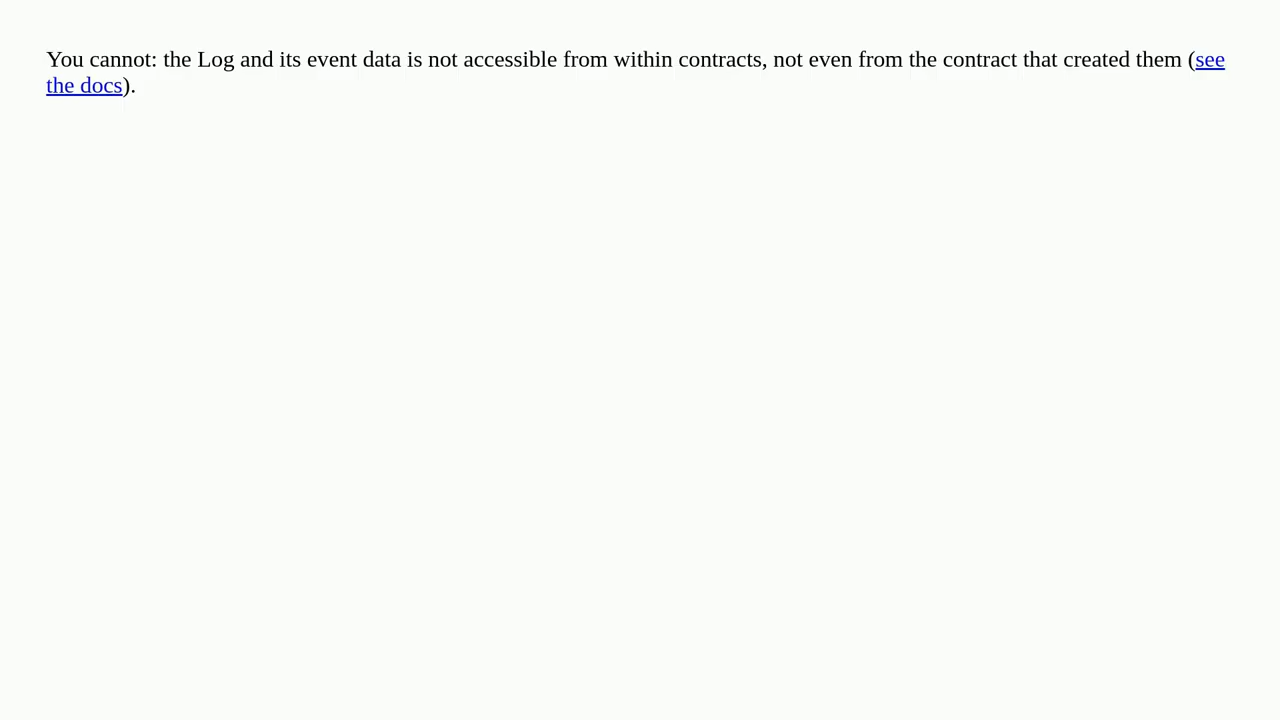 You cannot: the Log and its event data is not accessible from within contracts, not even from the contract that created them (see
the docs).